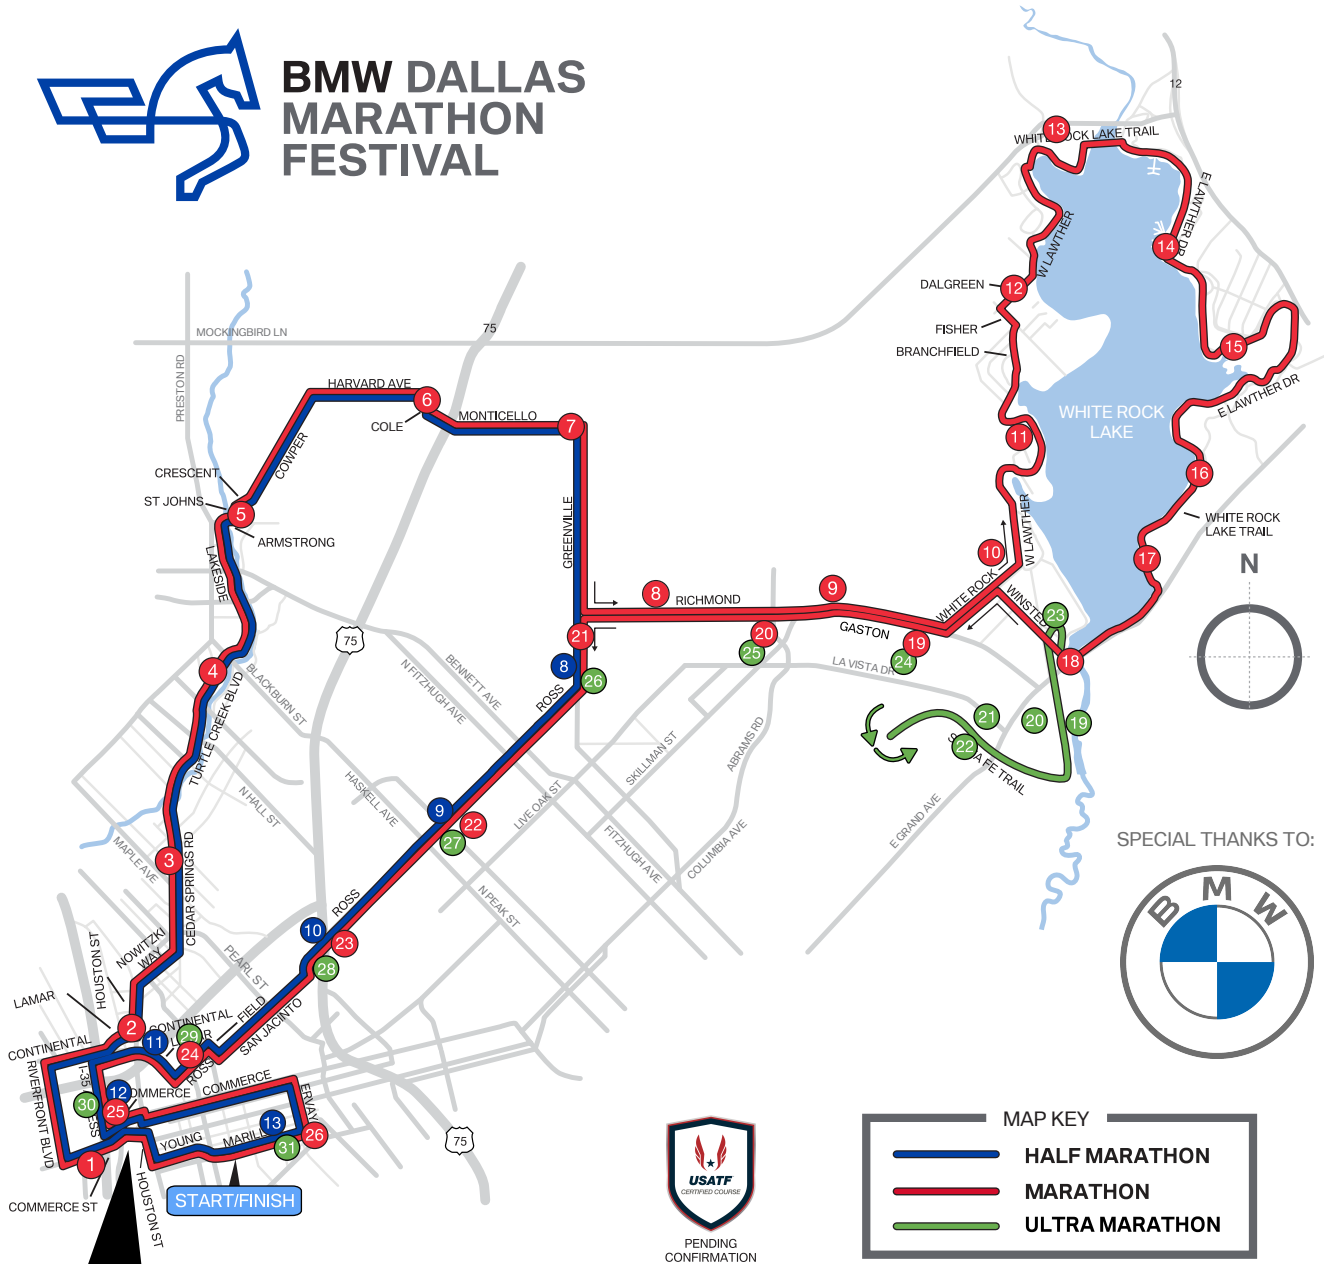 BMW DALLAS
MARATHON
FESTIVAL
12
WHITE ROCK LAKE TRAIL
13
E LAWTHER DR
14
W LAWTHER
DALGREEN
12
FISHER
BRANCHFIELD
15
E LAWTHER DR
WHITE ROCK
LAKE
11
16
WHITE ROCK
LAKE TRAIL
17
W LAWTHER
10
WHITE ROCK
WINSTED
23
18
N
MOCKINGBIRD LN
75
PRESTON RD
HARVARD AVE
6
COLE
MONTICELLO
7
COWPER
CRESCENT
ST JOHNS
5
ARMSTRONG
GREENVILLE
LAKESIDE
8
RICHMOND
9
GASTON
19
24
20
25
21
8
26
LA VISTA DR
75
4
BLACKBURN ST
N FITZHUGH AVE
BENNETT AVE
ROSS
TURTLE CREEK BLVD
SKILLMAN ST
ABRAMS RD
21
20
19
22
E GRAND AVE
N HALL ST
HASKELL AVE
LIVE OAK ST
FITZHUGH AVE
COLUMBIA AVE
9
22
27
MAPLE AVE
3
CEDAR SPRINGS RD
N PEAK ST
ROSS
10
23
28
NOWITZKI
WAY
HOUSTON ST
PEARL ST
LAMAR
2
CONTINENTAL
CONTINENTAL
11
29
24
ROSS
FIELD
SAN JACINTO
RIVERFRONT BLVD
30
12
25
COMMERCE
ERVAY
YOUNG
13
26
31
1
COMMERCE ST
HOUSTON ST
START/FINISH
75
SPECIAL THANKS TO:
BMW
USATF
CERTIFIED COURSE
PENDING
CONFIRMATION
MAP KEY
HALF MARATHON
MARATHON
ULTRA MARATHON